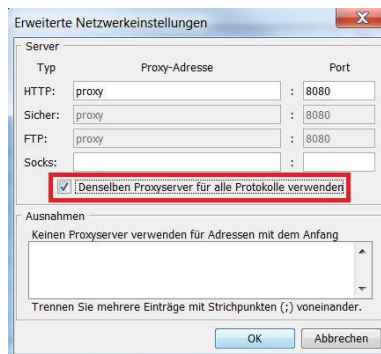 Erweiterte Netzwerkeinstellungen
Server
Typ Proxy-Adresse Port
HTTP: proxy : 8080
Sicher: proxy : 8080
FTP: proxy : 8080
Socks: :
Denselben Proxyserver für alle Protokolle verwenden
Ausnahmen
Keinen Proxyserver verwenden für Adressen mit dem Anfang
Trennen Sie mehrere Einträge mit Strichpunkten (;) voneinander.
OK Abbrechen